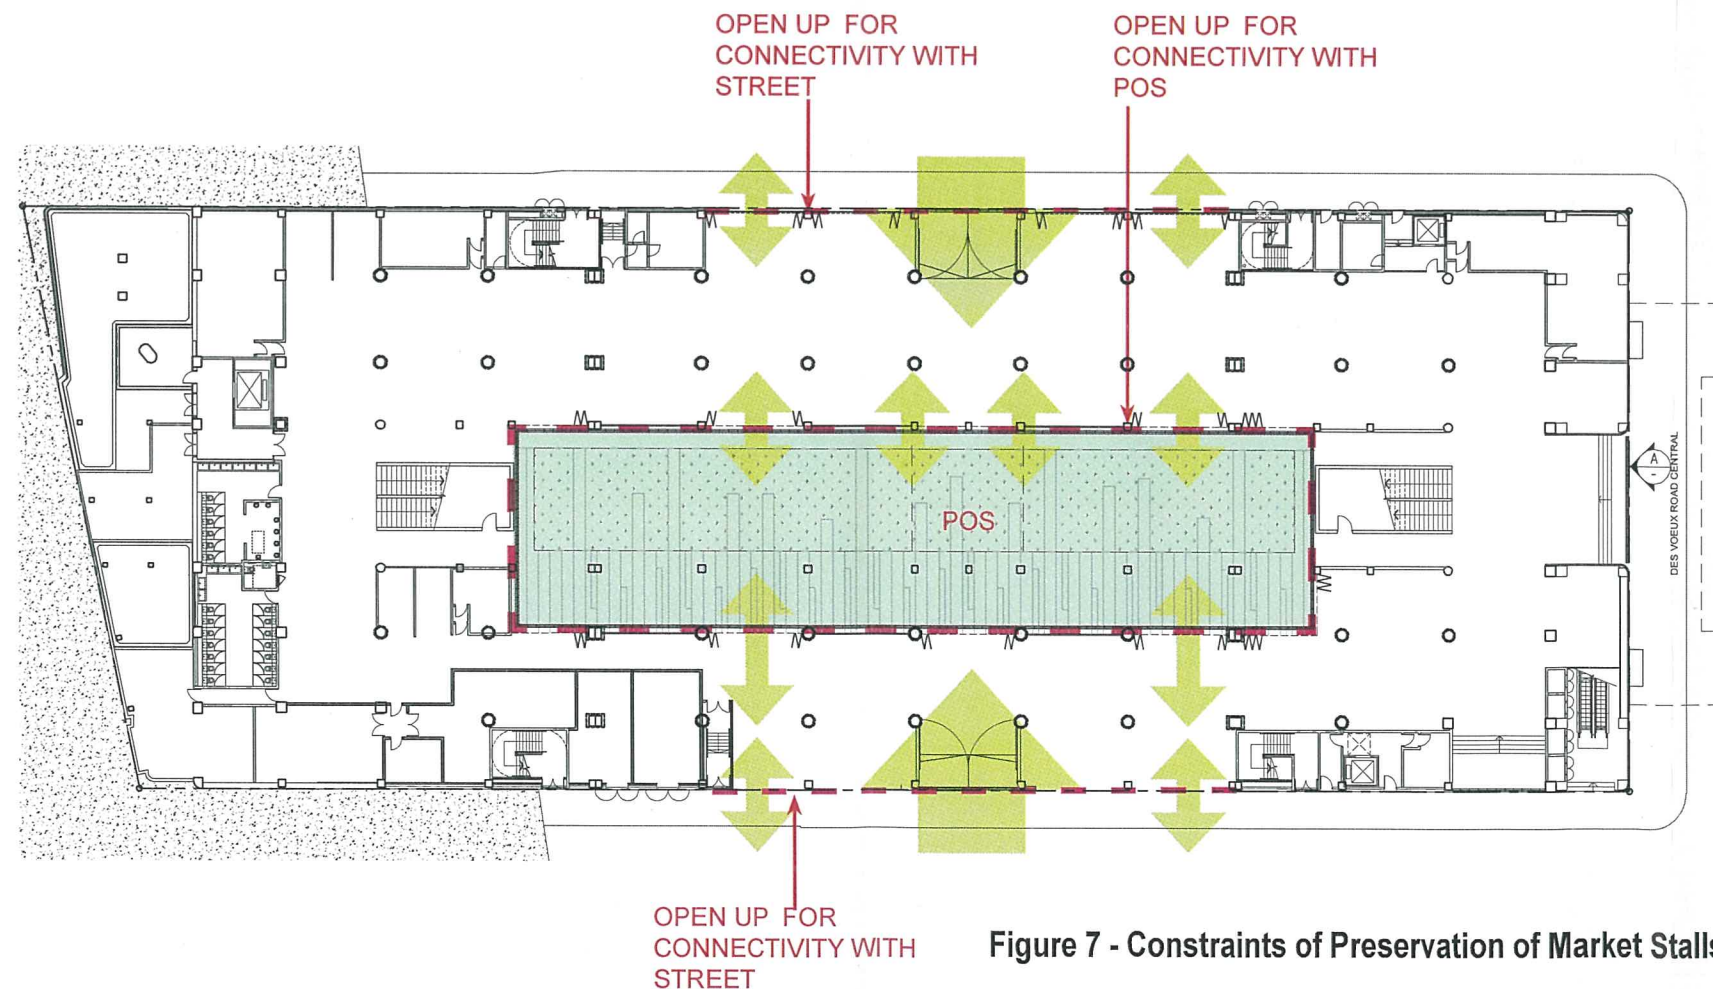 OPEN UP FOR
CONNECTIVITY WITH
STREET
OPEN UP FOR
CONNECTIVITY WITH
POS
A
DES VOEUX ROAD CENTRAL
POS
OPEN UP FOR
CONNECTIVITY WITH
STREET
Figure 7 - Constraints of Preservation of Market Stalls